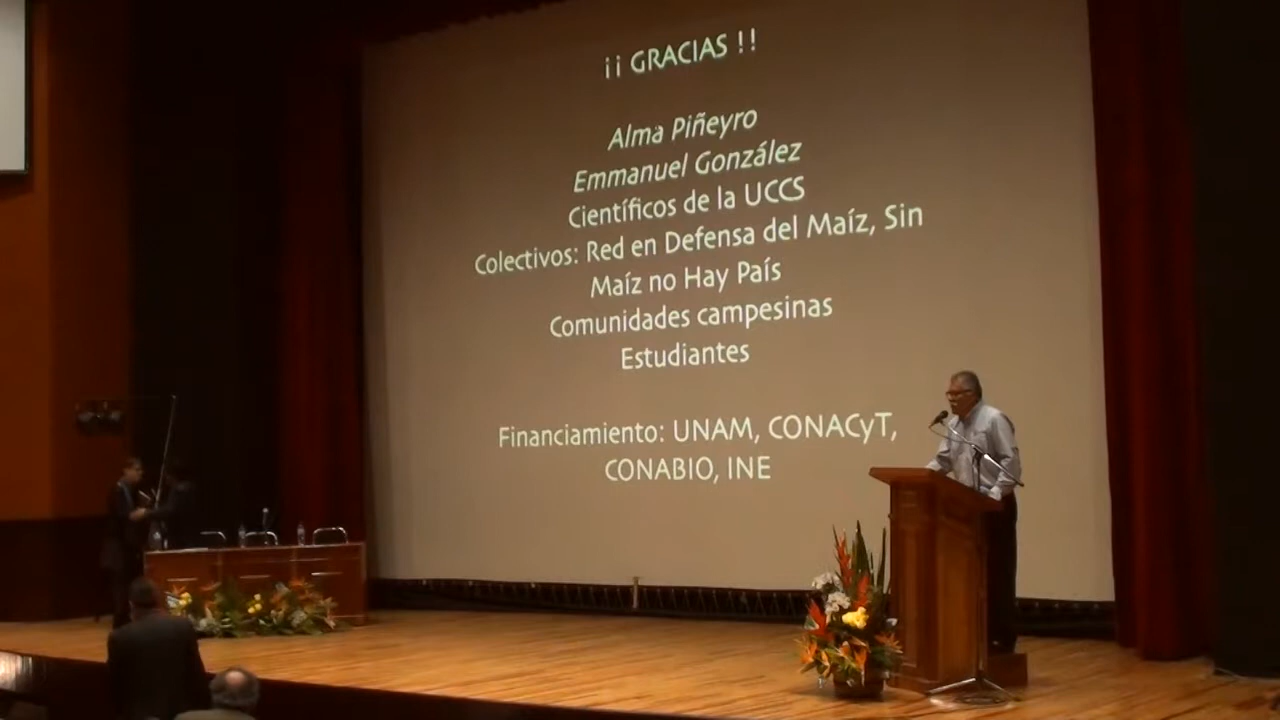 ¡¡ GRACIAS !!
Alma Piñeyro
Emmanuel González
Científicos de la UCCS
Colectivos: Red en Defensa del Maíz, Sin
Maíz no Hay País
Comunidades campesinas
Estudiantes
Financiamiento: UNAM, CONACyT,
CONABIO, INE